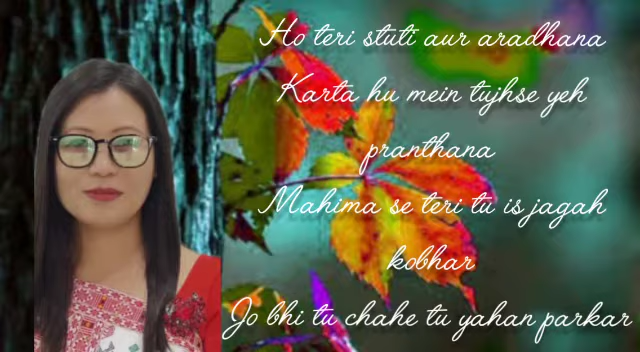 Ho teri stuti aur aradhana
Karta hu mein tujhse yeh
pranthana
Mahima se teri tu is jagah
kobhar
Jo bhi tu chahe tu yahan parkar